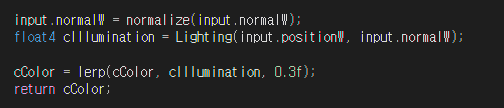 input.normalW = normalize(input.normalW);
float4 cIllumination = Lighting(input.positionW, input.normalW);
cColor = lerp(cColor, cIllumination, 0.3f);
return cColor;